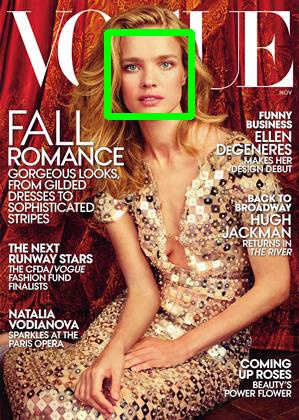 VOGUE
NOV
FALL
ROMANCE
GORGEOUS LOOKS,
FROM GILDED
DRESSES TO
SOPHISTICATED
STRIPES
THE NEXT
RUNWAY STARS
THE CFDA/VOGUE
FASHION FUND
FINALISTS
NATALIA
VODIANOVA
SPARKLES AT THE
PARIS OPERA
FUNNY
BUSINESS
ELLEN
DEGENERES
MAKES HER
DESIGN DEBUT
BACK TO
BROADWAY
HUGH
JACKMAN
RETURNS IN
THE RIVER
COMING
UP ROSES
BEAUTY'S
POWER FLOWER